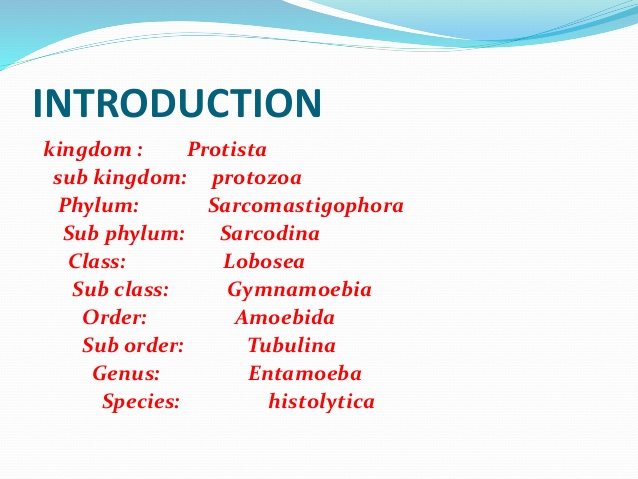 INTRODUCTION
kingdom : Protista
sub kingdom: protozoa
Phylum: Sarcomastigophora
Sub phylum: Sarcodina
Class: Lobosea
Sub class: Gymnamoebia
Order: Amoebida
Sub order: Tubulina
Genus: Entamoeba
Species: histolytica